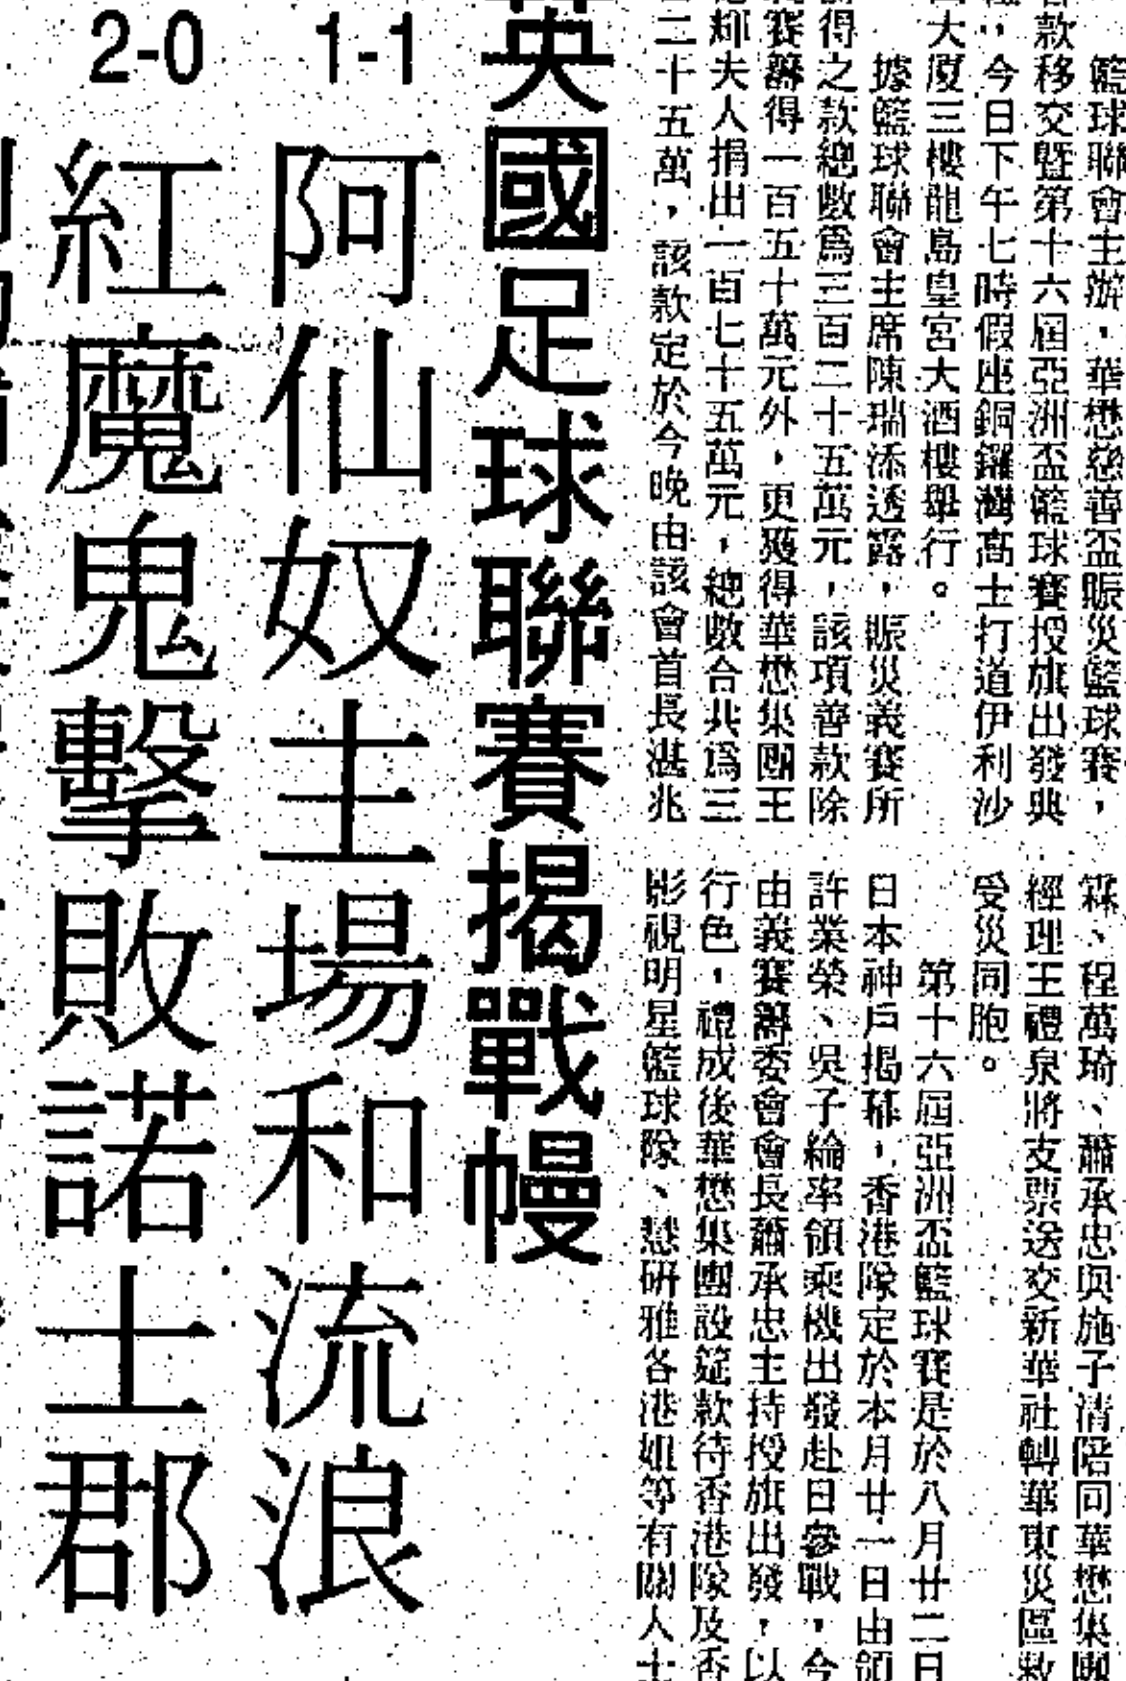 籃球聯會主辦，華懋慈善盃賑災籃球賽，
款移交暨第十六屆亞洲盃籃球賽授旗出發典
，今日下午七時假座銅鑼灣高士打道伊利沙
大廈三樓龍島皇宮大酒樓舉行。
據籃球聯會主席陳瑞添透露，賑災義賽所
得之款總數爲三百二十五萬元，該項善款除
賽籌得一百五十萬元外，更獲得華懋集團王
輝夫人捐出一百七十五萬元，總數合共爲三
二十五萬，該款定於今晚由該會首長湛兆
霖、程萬琦、蕭承忠與施子清陪同華懋集團
經理王禮泉將支票送交新華社轉華東災區救
受災同胞。
第十六屆亞洲盃籃球賽是於八月廿二日
日本神戶揭幕，香港隊定於本月廿一日由領
許業榮、吳子綸率領乘機出發赴日參戰，今
由義賽籌委會會長蕭承忠主持授旗出發，以
行色，禮成後華懋集團設筵款待香港隊及香
影視明星籃球隊、慧妍雅各港姐等有關人士
英國足球聯賽揭戰幔
1-1
阿仙奴主場和流浪
2-0
紅魔鬼擊敗諾士郡